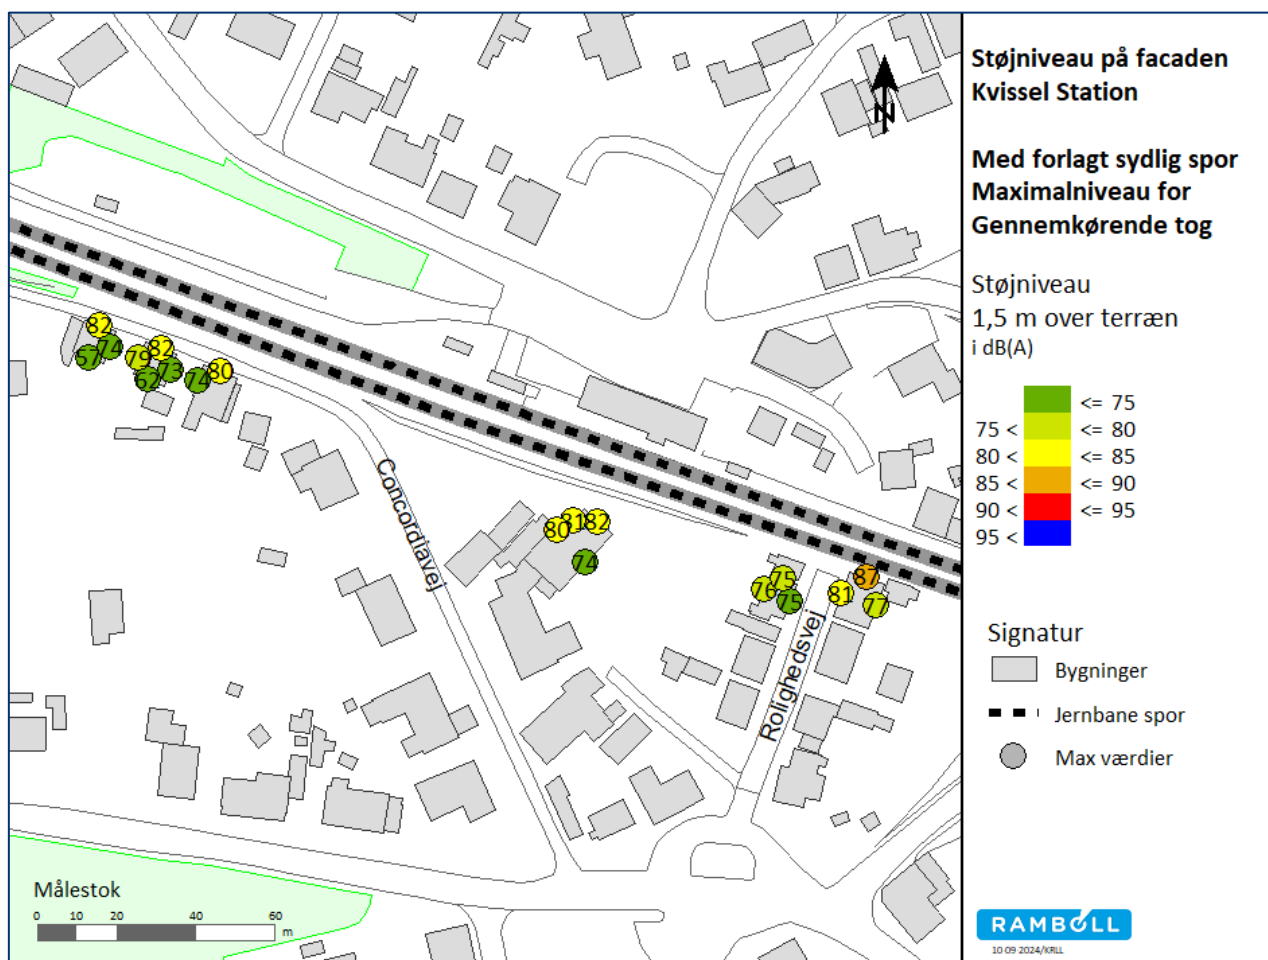 Støjniveau på facaden
Kvissel Station
Med forlagt sydlig spor
Maximalniveau for
Gennemkørende tog
Støjniveau
1,5 m over terræn
i dB(A)
<= 75
75 < <= 80
80 < <= 85
85 < <= 90
90 < <= 95
95 <
Signatur
Bygninger
Jernbane spor
Max værdier
RAMBOLL
10 09 2024/KRLL
N
82
74
57
79
82
62
73
74
80
80
81
82
74
76
75
75
81
87
77
Concordiavej
Rolighedsvej
Målestok
0 10 20 40 60
m